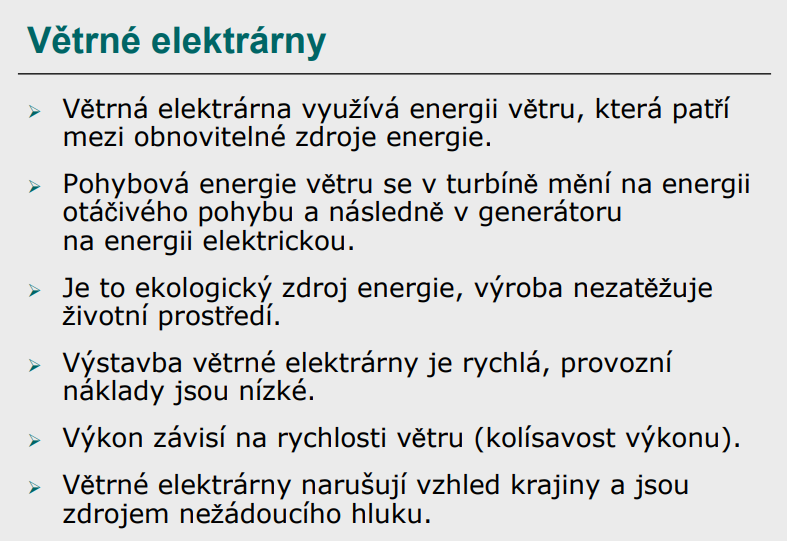 Větrné elektrárny
Větrná elektrárna využívá energii větru, která patří
mezi obnovitelné zdroje energie.
Pohybová energie větru se v turbíně mění na energii
otáčivého pohybu a následně v generátoru
na energii elektrickou.
Je to ekologický zdroj energie, výroba nezatěžuje
životní prostředí.
Výstavba větrné elektrárny je rychlá, provozní
náklady jsou nízké.
Výkon závisí na rychlosti větru (kolísavost výkonu).
Větrné elektrárny narušují vzhled krajiny a jsou
zdrojem nežádoucího hluku.